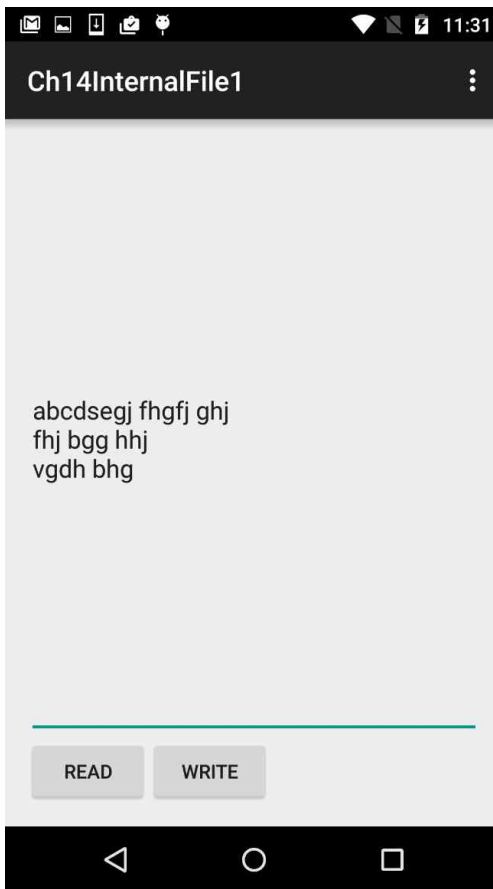 11:31
Ch14InternalFile1
abcdsegj fhgfj ghj
fhj bgg hhj
vgdh bhg
READ WRITE